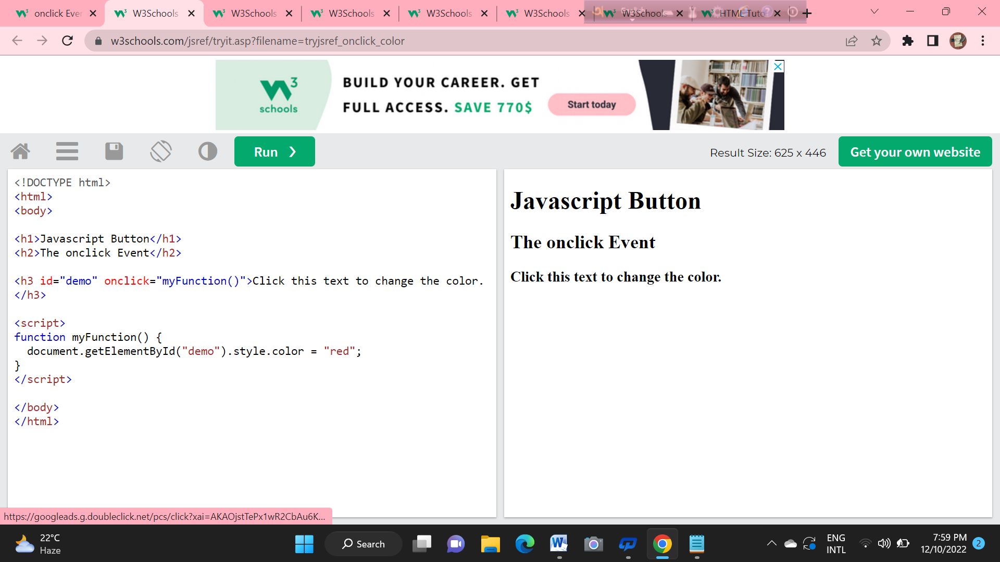 onclick Ever
W3Schools
W3Schools
W3Schools
W3Schools
W3Schools
W3Schools
HTML Tuto
w3schools.com/jsref/tryit.asp?filename=tryjsref_onclick_color
W3
schools
BUILD YOUR CAREER. GET
FULL ACCESS. SAVE 770$
Start today
Run ❯
Result Size: 625 x 446
Get your own website
<!DOCTYPE html>
<html>
<body>
<h1>Javascript Button</h1>
<h2>The onclick Event</h2>
<h3 id="demo" onclick="myFunction()">Click this text to change the color.
</h3>
<script>
function myFunction() {
document.getElementById("demo").style.color = "red";
}
</script>
</body>
</html>
Javascript Button
The onclick Event
Click this text to change the color.
https://googleads.g.doubleclick.net/pcs/click?xai=AKAOjstTePx1wR2CbAu6K...
22°C
Haze
Search
ENG
INTL
7:59 PM
12/10/2022
2